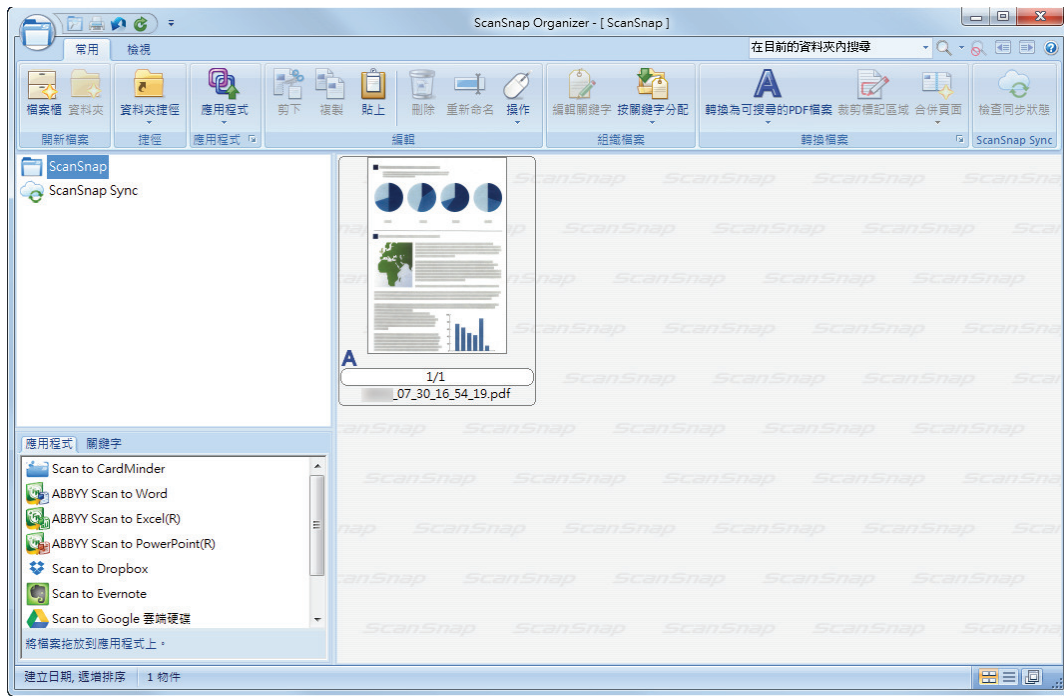 ScanSnap Organizer - [ ScanSnap ]
常用 檢視
在目前的資料夾內搜尋
檔案櫃 資料夾 資料夾捷徑 應用程式 剪下 複製 貼上 刪除 重新命名 操作 編輯關鍵字 按關鍵字分配 轉換為可搜尋的PDF檔案 裁剪標記區域 合併頁面 檢查同步狀態
開新檔案 捷徑 應用程式 編輯 組織檔案 轉換檔案 ScanSnap Sync
ScanSnap
ScanSnap Sync
A
1/1
_07_30_16_54_19.pdf
應用程式 關鍵字
Scan to CardMinder
ABBYY Scan to Word
ABBYY Scan to Excel(R)
ABBYY Scan to PowerPoint(R)
Scan to Dropbox
Scan to Evernote
Scan to Google 雲端硬碟
將檔案拖放到應用程式上。
建立日期, 遞增排序 1 物件